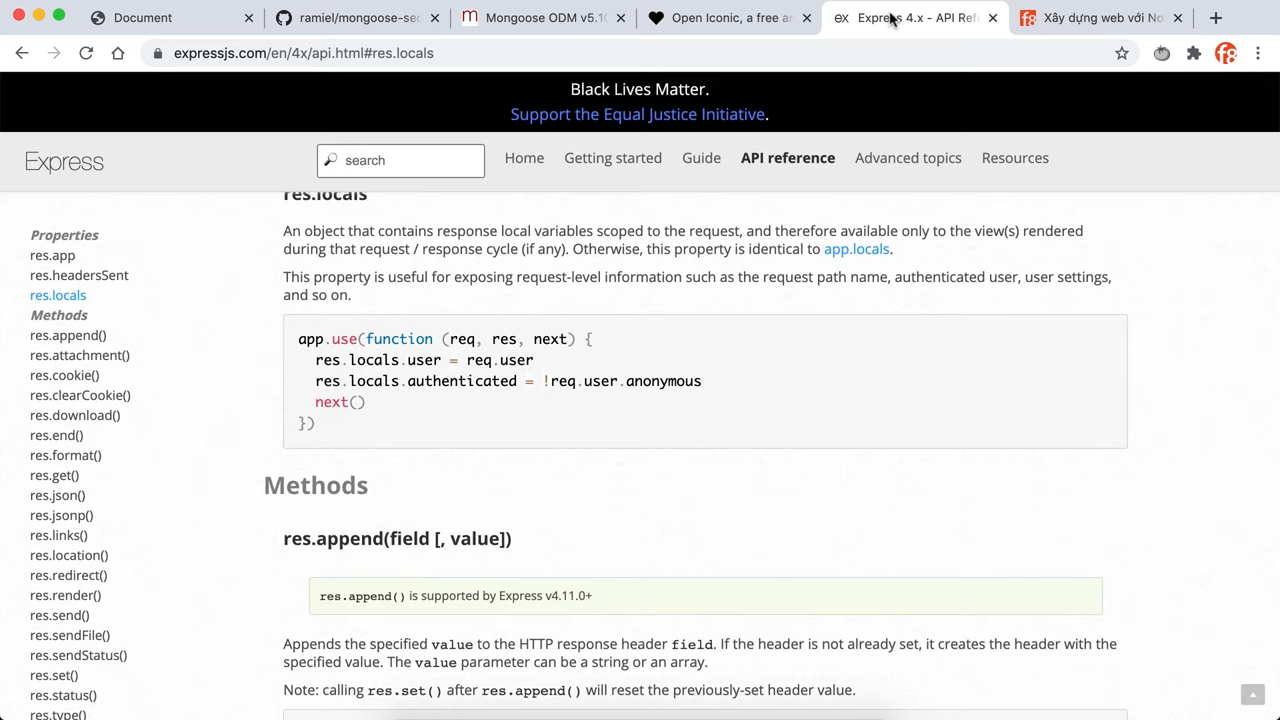 Document
ramiel/mongoose-sec
Mongoose ODM v5.10
Open Iconic, a free an
EX Express 4.x - API Ref
f8 Xây dựng web với No
expressjs.com/en/4x/api.html#res.locals
Black Lives Matter.
Support the Equal Justice Initiative.
Express
search
Home Getting started Guide API reference Advanced topics Resources
Properties
res.app
res.headersSent
res.locals
Methods
res.append()
res.attachment()
res.cookie()
res.clearCookie()
res.download()
res.end()
res.format()
res.get()
res.json()
res.jsonp()
res.links()
res.location()
res.redirect()
res.render()
res.send()
res.sendFile()
res.sendStatus()
res.set()
res.status()
res.type()
res.locals
An object that contains response local variables scoped to the request, and therefore available only to the view(s) rendered
during that request / response cycle (if any). Otherwise, this property is identical to app.locals.
This property is useful for exposing request-level information such as the request path name, authenticated user, user settings,
and so on.
app.use(function (req, res, next) {
res.locals.user = req.user
res.locals.authenticated = !req.user.anonymous
next()
})
Methods
res.append(field [, value])
res.append() is supported by Express v4.11.0+
Appends the specified value to the HTTP response header field. If the header is not already set, it creates the header with the
specified value. The value parameter can be a string or an array.
Note: calling res.set() after res.append() will reset the previously-set header value.